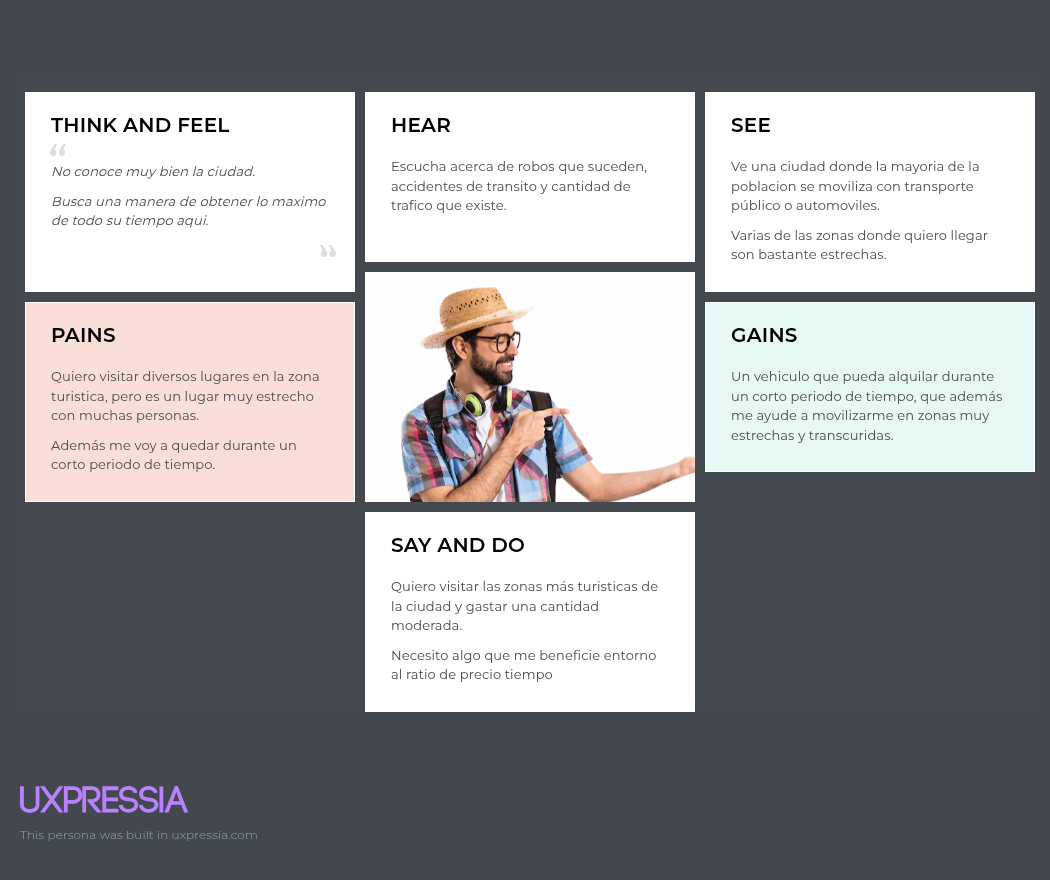 THINK AND FEEL
“
No conoce muy bien la ciudad.
Busca una manera de obtener lo maximo
de todo su tiempo aqui.
”
HEAR
Escucha acerca de robos que suceden,
accidentes de transito y cantidad de
trafico que existe.
SEE
Ve una ciudad donde la mayoria de la
poblacion se moviliza con transporte
público o automoviles.
Varias de las zonas donde quiero llegar
son bastante estrechas.
PAINS
Quiero visitar diversos lugares en la zona
turistica, pero es un lugar muy estrecho
con muchas personas.
Además me voy a quedar durante un
corto periodo de tiempo.
GAINS
Un vehiculo que pueda alquilar durante
un corto periodo de tiempo, que además
me ayude a movilizarme en zonas muy
estrechas y transcuridas.
SAY AND DO
Quiero visitar las zonas más turisticas de
la ciudad y gastar una cantidad
moderada.
Necesito algo que me beneficie entorno
al ratio de precio tiempo
UXPRESSIA
This persona was built in uxpressia.com